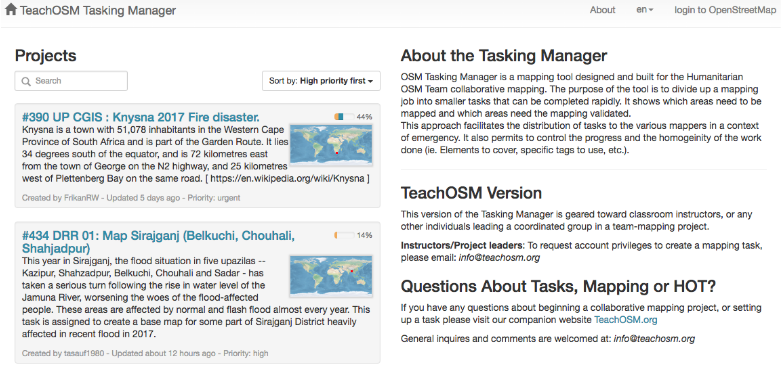 TeachOSM Tasking Manager
About
en
login to OpenStreetMap
Projects
Search
Sort by: High priority first
#390 UP CGIS : Knysna 2017 Fire disaster.
44%
Knysna is a town with 51,078 inhabitants in the Western Cape
Province of South Africa and is part of the Garden Route. It lies
34 degrees south of the equator, and is 72 kilometres east
from the town of George on the N2 highway, and 25 kilometres
west of Plettenberg Bay on the same road. [ https://en.wikipedia.org/wiki/Knysna ]
Created by FrikanRW - Updated 5 days ago - Priority: urgent
#434 DRR 01: Map Sirajganj (Belkuchi, Chouhali,
Shahjadpur)
14%
This year in Sirajganj, the flood situation in five upazilas --
Kazipur, Shahzadpur, Belkuchi, Chouhali and Sadar - has
taken a serious turn following the rise in water level of the
Jamuna River, worsening the woes of the flood-affected
people. These areas are affected by normal and flash flood almost every year. This
task is assigned to create a base map for some part of Sirajganj District heavily
affected in recent flood in 2017.
Created by tasauf1980 - Updated about 12 hours ago - Priority: high
About the Tasking Manager
OSM Tasking Manager is a mapping tool designed and built for the Humanitarian
OSM Team collaborative mapping. The purpose of the tool is to divide up a mapping
job into smaller tasks that can be completed rapidly. It shows which areas need to be
mapped and which areas need the mapping validated.
This approach facilitates the distribution of tasks to the various mappers in a context
of emergency. It also permits to control the progress and the homogeinity of the work
done (ie. Elements to cover, specific tags to use, etc.).
TeachOSM Version
This version of the Tasking Manager is geared toward classroom instructors, or any
other individuals leading a coordinated group in a team-mapping project.
Instructors/Project leaders: To request account privileges to create a mapping task,
please email: info@teachosm.org
Questions About Tasks, Mapping or HOT?
If you have any questions about beginning a collaborative mapping project, or setting
up a task please visit our companion website TeachOSM.org
General inquires and comments are welcomed at: info@teachosm.org